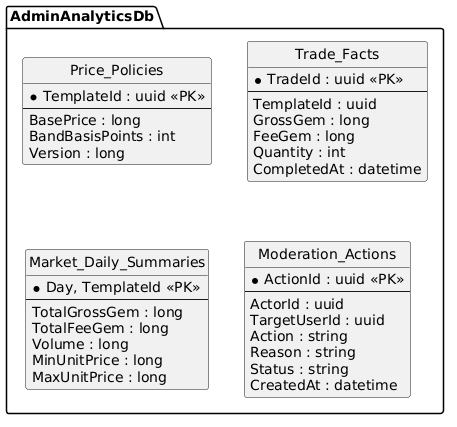 AdminAnalyticsDb
Price_Policies
TemplateId : uuid «PK»
BasePrice : long
BandBasisPoints : int
Version : long
Trade_Facts
TradeId : uuid «PK»
TemplateId : uuid
GrossGem : long
FeeGem : long
Quantity : int
CompletedAt : datetime
Market_Daily_Summaries
Day, TemplateId «PK»
TotalGrossGem : long
TotalFeeGem : long
Volume : long
MinUnitPrice : long
MaxUnitPrice : long
Moderation_Actions
ActionId : uuid «PK»
ActorId : uuid
TargetUserId : uuid
Action : string
Reason : string
Status : string
CreatedAt : datetime